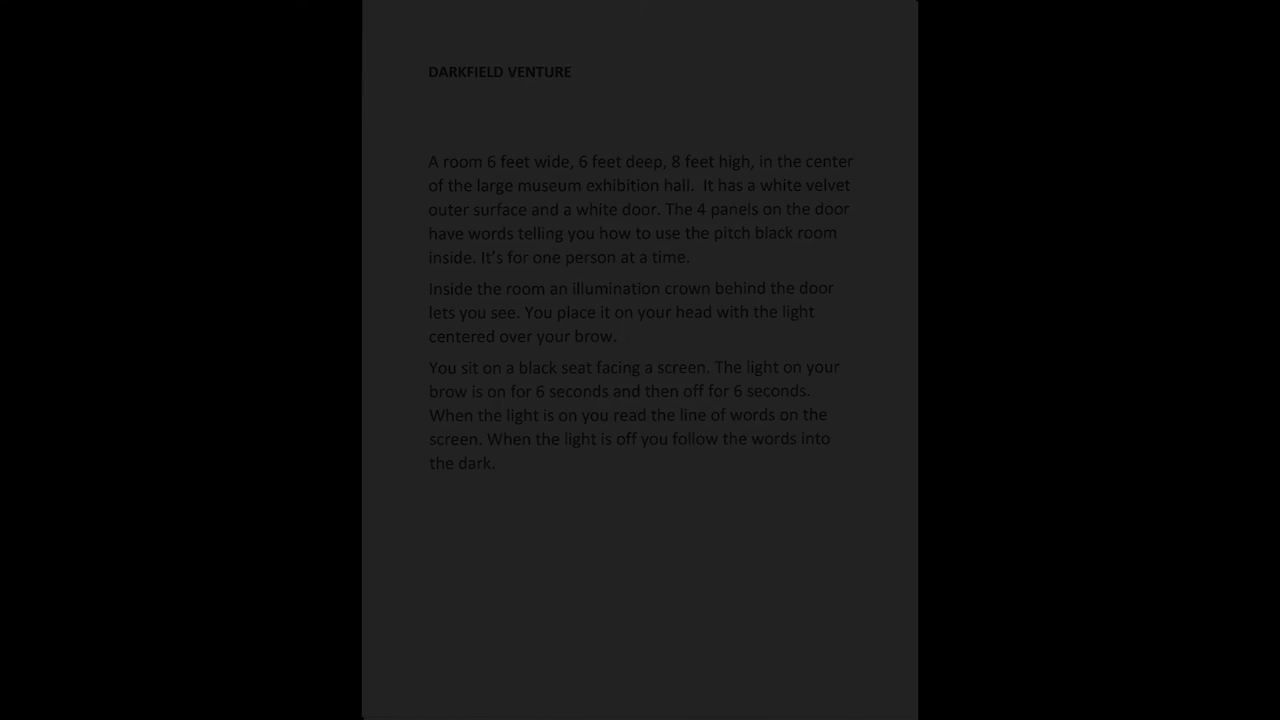 DARKFIELD VENTURE
A room 6 feet wide, 6 feet deep, 8 feet high, in the center
of the large museum exhibition hall.  It has a white velvet
outer surface and a white door. The 4 panels on the door
have words telling you how to use the pitch black room
inside. It’s for one person at a time.
Inside the room an illumination crown behind the door
lets you see. You place it on your head with the light
centered over your brow.
You sit on a black seat facing a screen. The light on your
brow is on for 6 seconds and then off for 6 seconds.
When the light is on you read the line of words on the
screen. When the light is off you follow the words into
the dark.